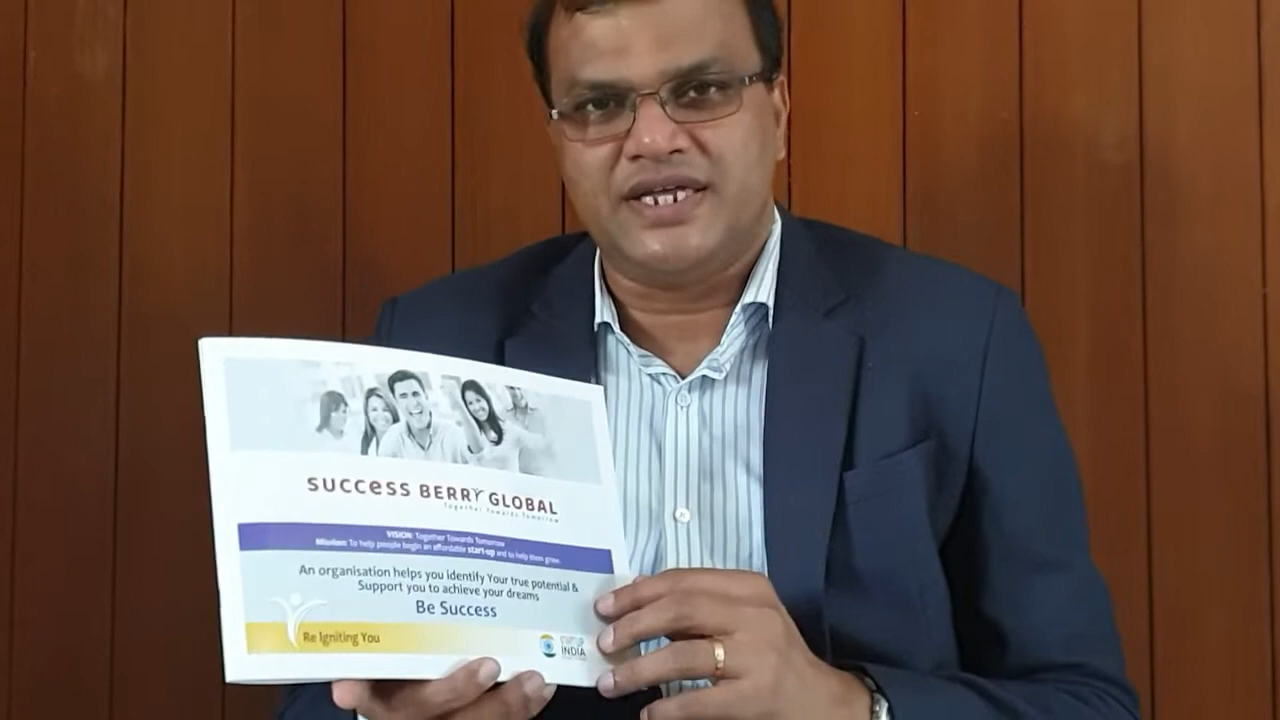 success BERRY GLOBAL
Together Towards Tomorrow
VISION: Together Towards Tomorrow
Mission: To help people begin an affordable start-up and to help them grow.
An organisation helps you identify Your true potential &
Support you to achieve your dreams
Be Success
Re Igniting You
STARTUP
INDIA